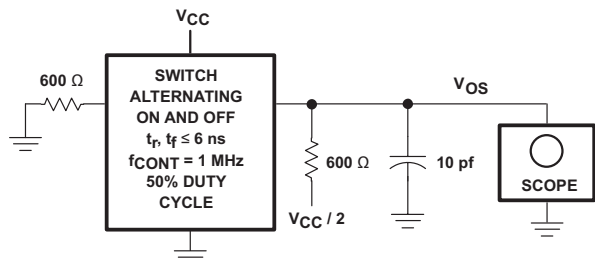 VCC
600 Ω
SWITCH
ALTERNATING
ON AND OFF
tr, tf ≤ 6 ns
fCONT = 1 MHz
50% DUTY
CYCLE
VOS
600 Ω
10 pf
VCC / 2
SCOPE